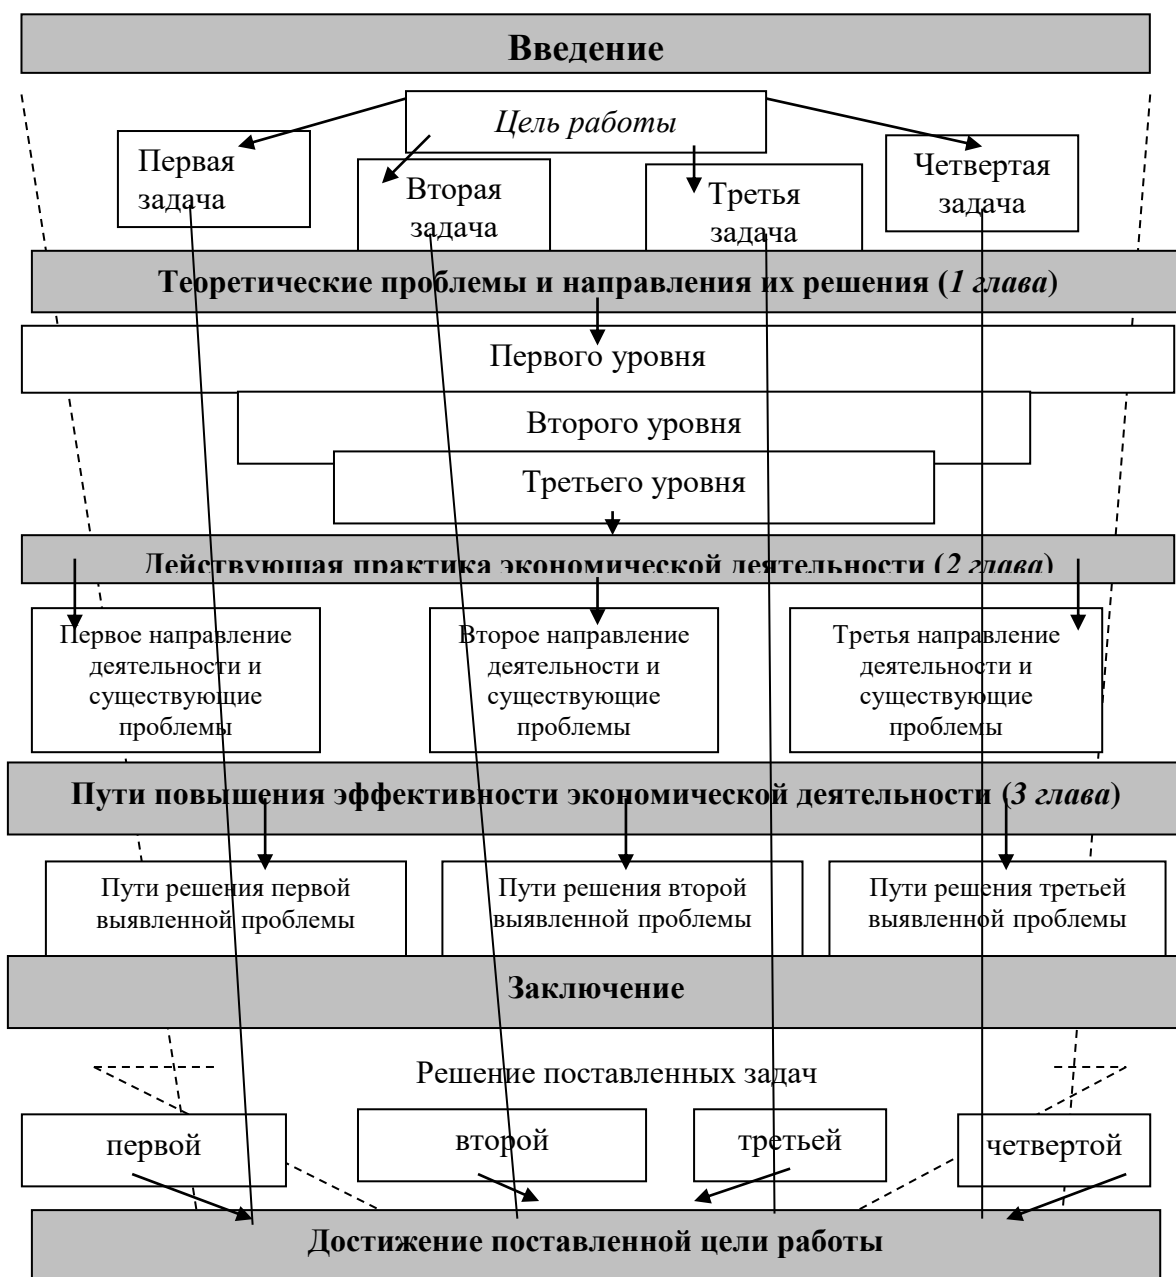 Введение
Цель работы
Первая
задача
Вторая
задача
Третья
задача
Четвертая
задача
Теоретические проблемы и направления их решения (1 глава)
Первого уровня
Второго уровня
Третьего уровня
Действующая практика экономической деятельности (2 глава)
Первое направление
деятельности и
существующие
проблемы
Второе направление
деятельности и
существующие
проблемы
Третья направление
деятельности и
существующие
проблемы
Пути повышения эффективности экономической деятельности (3 глава)
Пути решения первой
выявленной проблемы
Пути решения второй
выявленной проблемы
Пути решения третьей
выявленной проблемы
Заключение
Решение поставленных задач
первой
второй
третьей
четвертой
Достижение поставленной цели работы